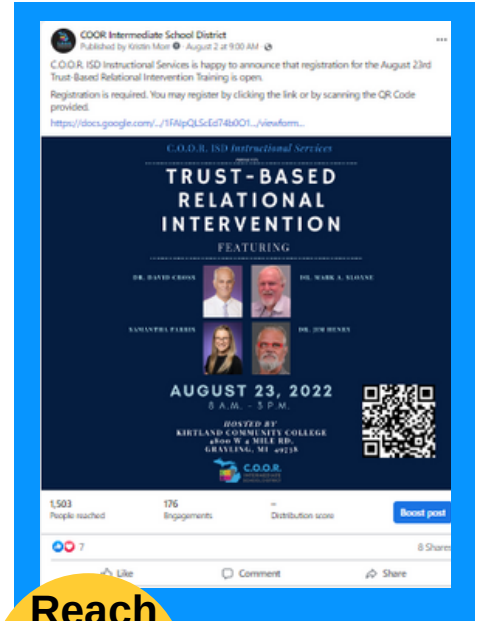 COOR Intermediate School District
Published by Kristin Morr · August 2 at 9:00 AM ·
C.O.O.R. ISD Instructional Services is happy to announce that registration for the August 23rd
Trust-Based Relational Intervention Training is open.
Registration is required. You may register by clicking the link or by scanning the QR Code
provided.
https://docs.google.com/.../1FAIpQLScEd74b0O1.../viewform...
C.O.O.R. ISD Instructional Services
TRUST-BASED
RELATIONAL
INTERVENTION
FEATURING
DR. DAVID CROSS
DR. MARK A. SLOANE
SAMANTHA
DR. JIM HENRY
AUGUST 23, 2022
8 A.M. - 3 P.M.
HOSTED BY
KIRTLAND COMMUNITY COLLEGE
4800 W 4 MILE RD.
GRAYLING, MI 49738
C.O.O.R.
INTERMEDIATE
SCHOOL DISTRICT
1,503
People reached
176
Engagements
–
Distribution score
Boost post
7
8 Shares
Like
Comment
Share
Reach